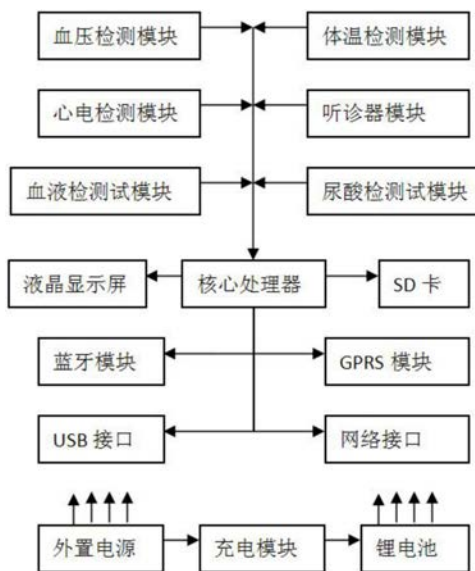 血压检测模块
体温检测模块
心电检测模块
听诊器模块
血液检测试模块
尿酸检测试模块
液晶显示屏
核心处理器
SD 卡
蓝牙模块
GPRS 模块
USB 接口
网络接口
外置电源
充电模块
锂电池